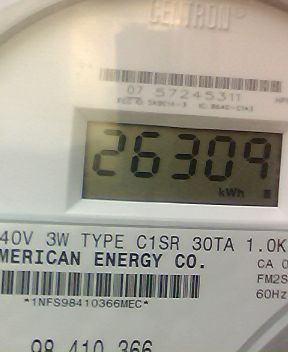 CENTRON®
07 57245311
26309
kWh
40V 3W TYPE C1SR 30TA 1.0K
MERICAN ENERGY CO.
CA 0
FM2S
60Hz
*1NFS98410366MEC*
98 410 366